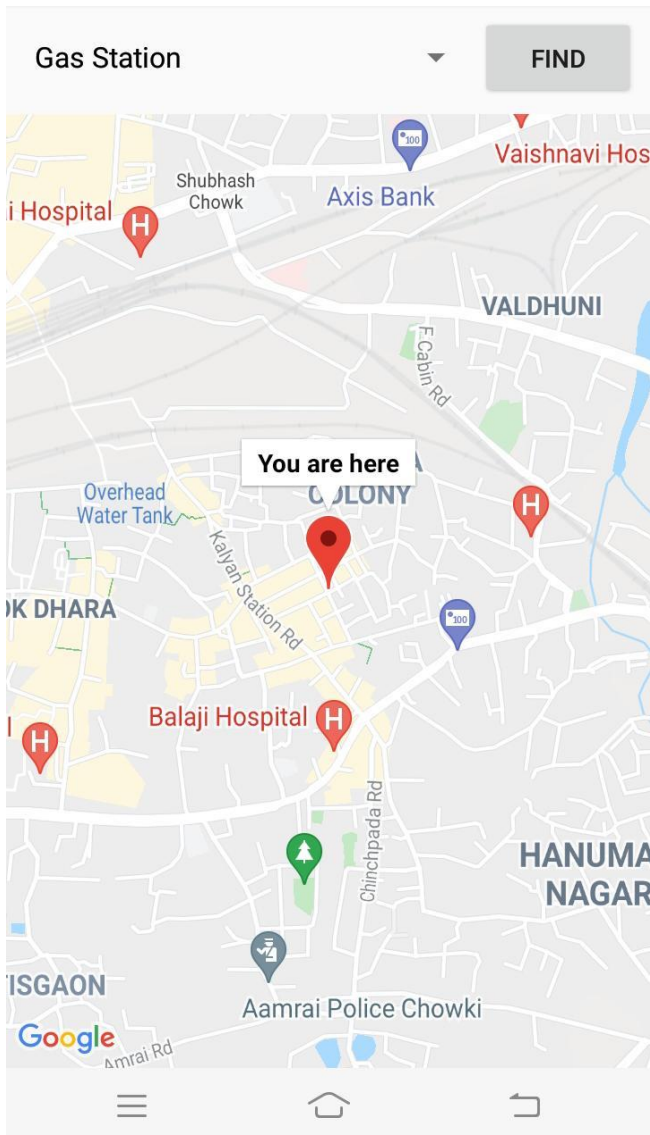 Gas Station
FIND
Vaishnavi Hos
Shubhash
Chowk
Axis Bank
i Hospital
H
100
VALDHUNI
F Cabin Rd
You are here
A
COLONY
Overhead
Water Tank
H
Kalyan Station Rd
OK DHARA
100
Balaji Hospital
H
l
H
Chinchpada Rd
HANUMA
NAGAR
TISGAON
Aamrai Police Chowki
Google
Amrai Rd